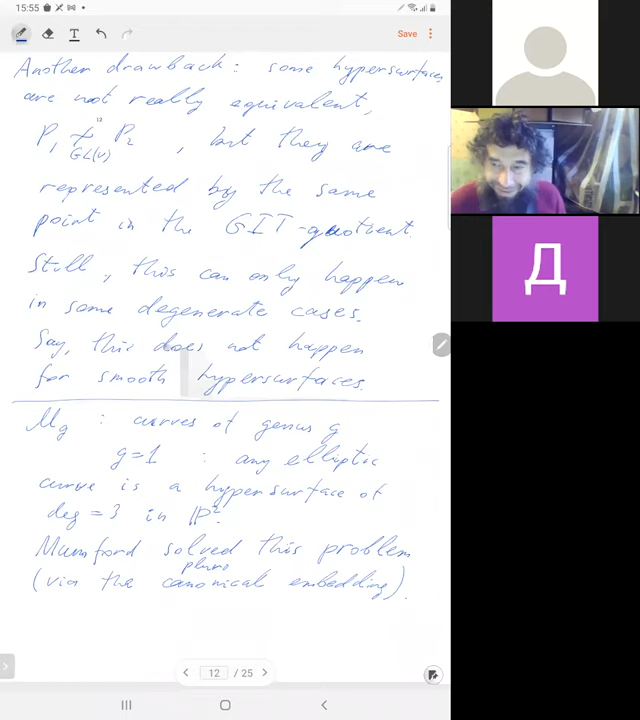 15:55
T
Save
Another drawback: some hypersurfaces
are not really equivalent,
12
P₁ ≁ P₂ , but they are
GL(V)
represented by the same
point in the GIT-quotient.
Still, this can only happen
in some degenerate cases.
Say, this does not happen
for smooth hypersurfaces.
M_g : curves of genus g
g=1 : any elliptic
curve is a hypersurface of
deg = 3 in ℙ².
Mumford solved this problem
pluri
(via the canonical embedding).
12 / 25
Д